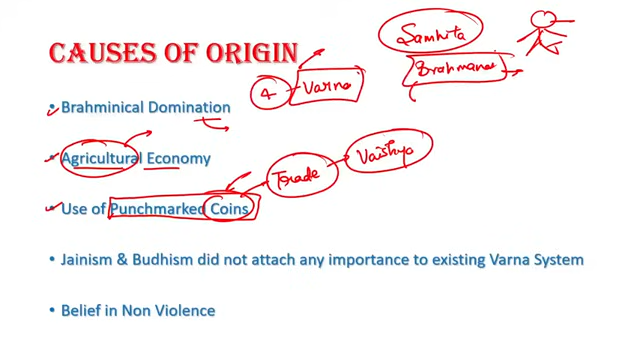 Samhita
CAUSES OF ORIGIN
Brahmanas
4 Varna
• Brahminical Domination
• Agricultural Economy
Trade Vaishya
• Use of Punchmarked Coins
• Jainism & Budhism did not attach any importance to existing Varna System
• Belief in Non Violence